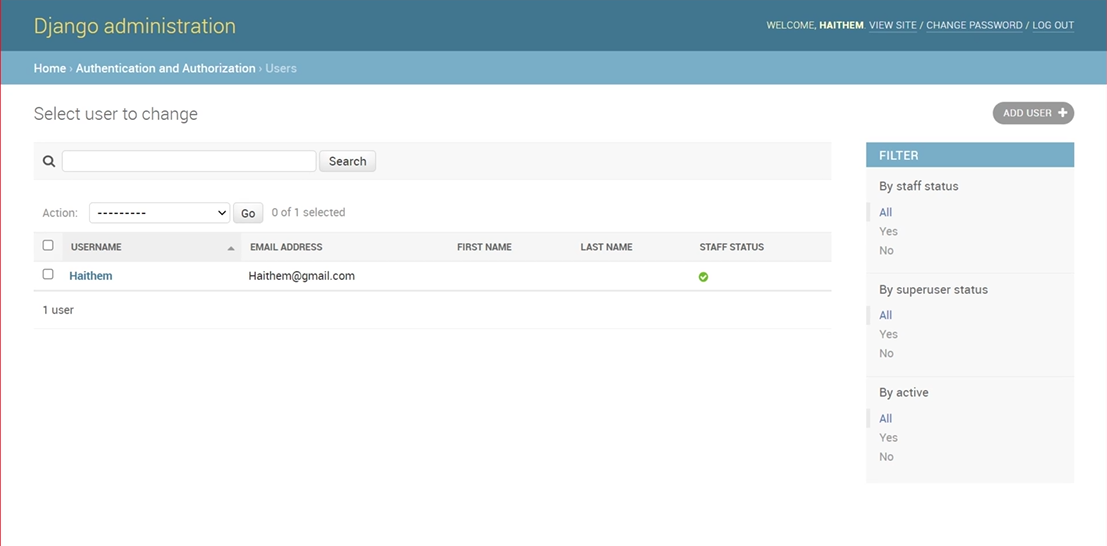 Django administration
WELCOME, HAITHEM. VIEW SITE / CHANGE PASSWORD / LOG OUT
Home › Authentication and Authorization › Users
Select user to change
ADD USER +
Search
Action: --------- Go 0 of 1 selected
USERNAME EMAIL ADDRESS FIRST NAME LAST NAME STAFF STATUS
Haithem Haithem@gmail.com
1 user
FILTER
By staff status
All
Yes
No
By superuser status
All
Yes
No
By active
All
Yes
No